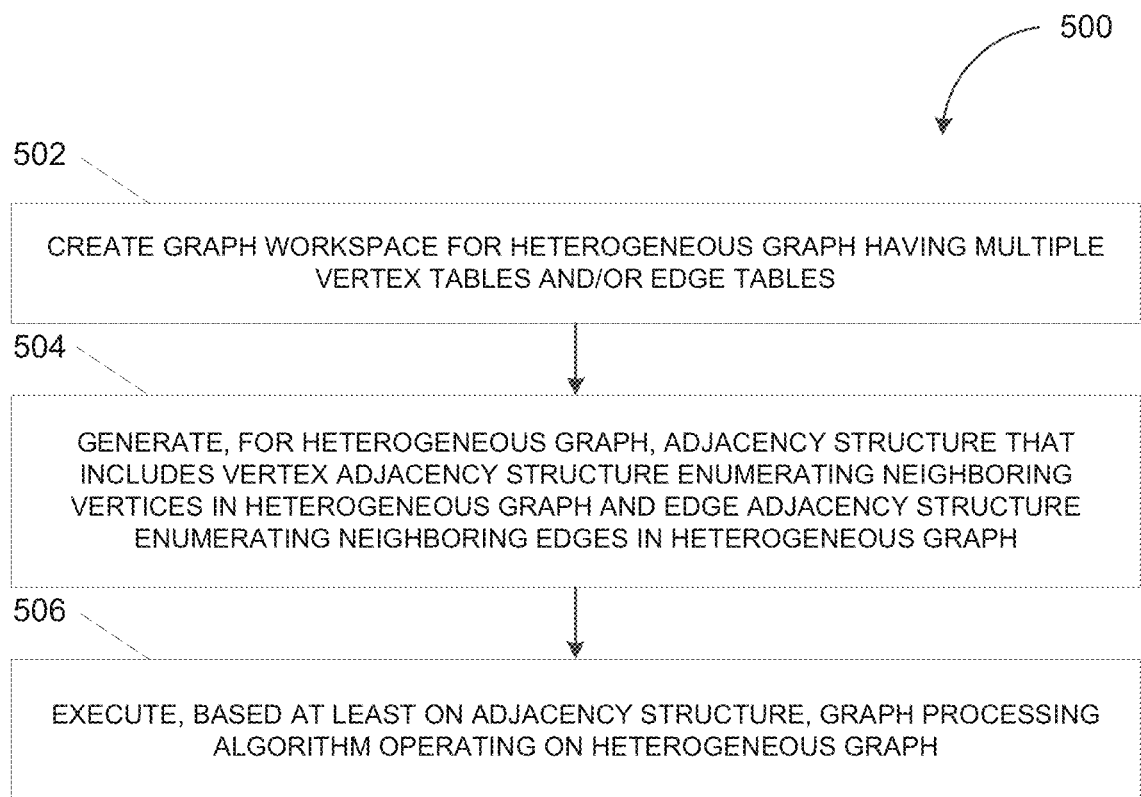 500
502
CREATE GRAPH WORKSPACE FOR HETEROGENEOUS GRAPH HAVING MULTIPLE
VERTEX TABLES AND/OR EDGE TABLES
504
GENERATE, FOR HETEROGENEOUS GRAPH, ADJACENCY STRUCTURE THAT
INCLUDES VERTEX ADJACENCY STRUCTURE ENUMERATING NEIGHBORING
VERTICES IN HETEROGENEOUS GRAPH AND EDGE ADJACENCY STRUCTURE
ENUMERATING NEIGHBORING EDGES IN HETEROGENEOUS GRAPH
506
EXECUTE, BASED AT LEAST ON ADJACENCY STRUCTURE, GRAPH PROCESSING
ALGORITHM OPERATING ON HETEROGENEOUS GRAPH